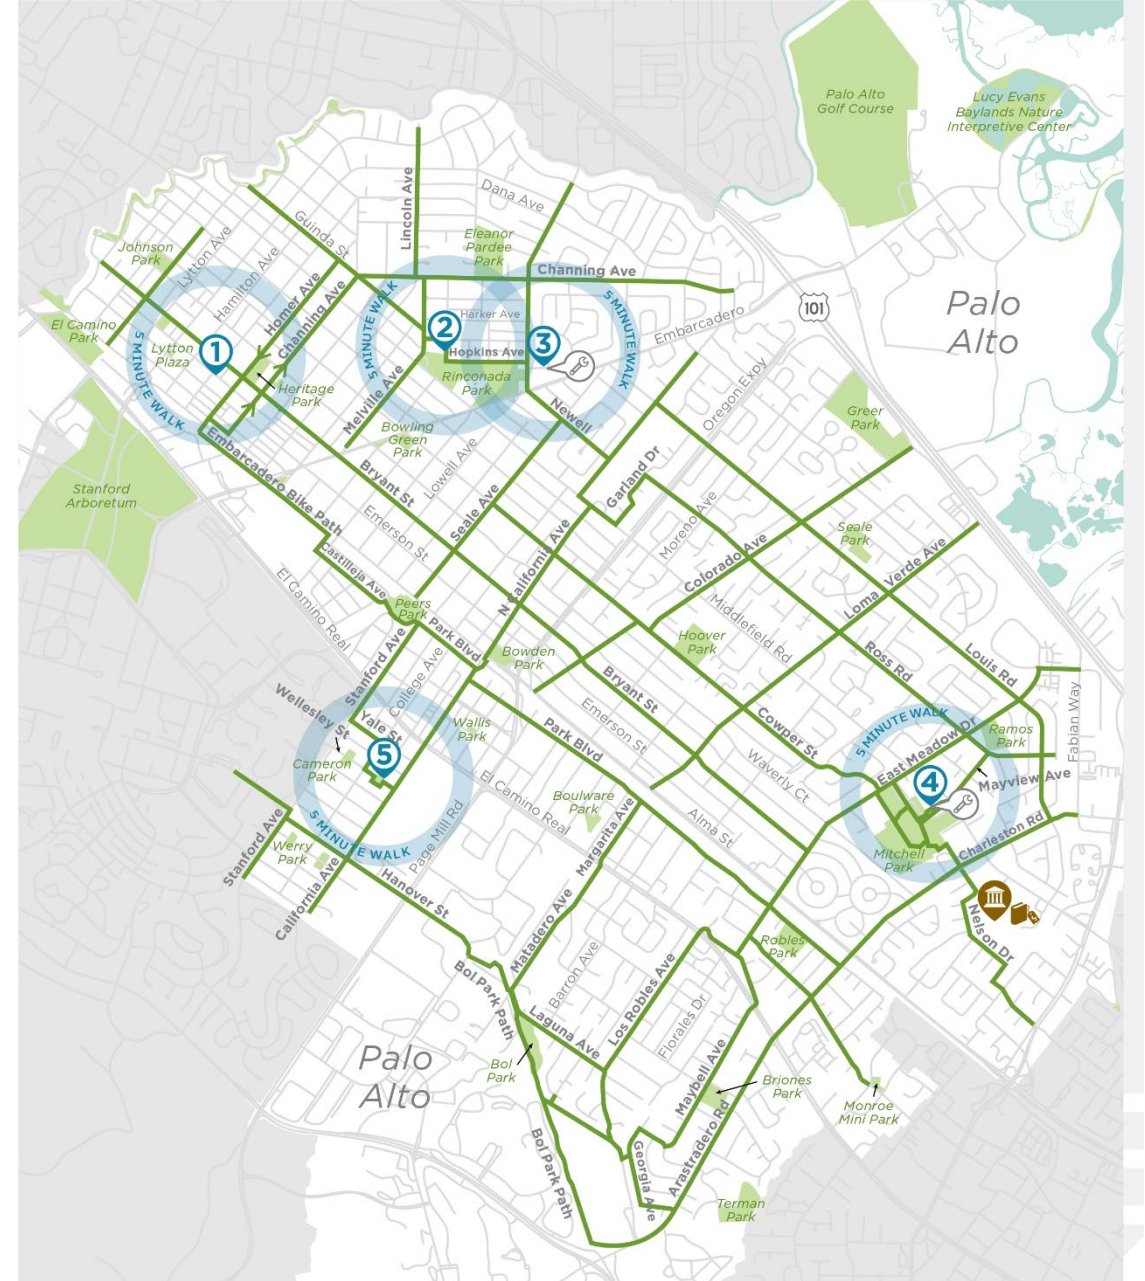 Palo Alto
Golf Course
Lucy Evans
Baylands Nature
Interpretive Center
Dana Ave
Lincoln Ave
Guinda St
Eleanor
Pardee
Park
Johnson
Park
Lytton Ave
Hamilton Ave
Channing Ave
101
Palo
Alto
Homer Ave
Channing Ave
5 MINUTE WALK
5 MINUTE WALK
5 MINUTE WALK
Harker Ave
Embarcadero
El Camino
Park
Lytton
Plaza
1
2
3
Hopkins Ave
Rinconada
Park
Heritage
Park
Melville Ave
Bowling
Green
Park
Newell
Oregon Expy
Greer
Park
Embarcadero Bike Path
Bryant St
Lowell Ave
Garland Dr
Stanford
Arboretum
Emerson St
Seale Ave
Moreno Ave
Seale
Park
Castilleja Ave
N California Ave
Colorado Ave
Loma Verde Ave
El Camino Real
Peers
Park
Park Blvd
Middlefield Rd
Hoover
Park
Bowden
Park
Ross Rd
Louis Rd
Stanford Ave
College Ave
Bryant St
Wellesley St
Yale St
Wallis
Park
Emerson St
Cowper St
5 MINUTE WALK
East Meadow Dr
Ramos
Park
Fabian Way
Park Blvd
Cameron
Park
5
El Camino Real
Waverly Ct
4
Mayview Ave
Boulware
Park
Alma St
Charleston Rd
Stanford Ave
5 MINUTE WALK
Page Mill Rd
Margarita Ave
Mitchell
Park
Werry
Park
California Ave
Hanover St
Matadero Ave
Nelson Dr
Robles
Park
Bol Park Path
Barron Ave
Los Robles Ave
Florales Dr
Laguna Ave
Palo
Alto
Bol
Park
Maybell Ave
Briones
Park
Monroe
Mini Park
Bol Park Path
Georgia Ave
Arastradero Rd
Terman
Park